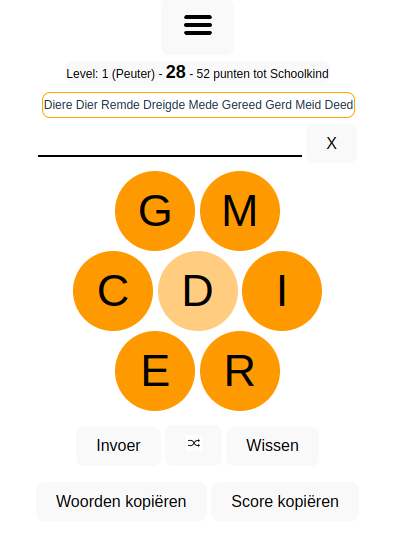 Level: 1 (Peuter) - 28 - 52 punten tot Schoolkind
Diere Dier Remde Dreigde Mede Gereed Gerd Meid Deed
X
G M
C D I
E R
Invoer Wissen
Woorden kopiëren Score kopiëren